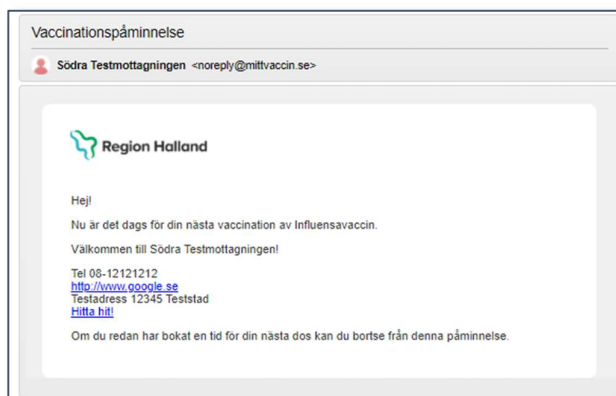 Vaccinationspåminnelse
Södra Testmottagningen <noreply@mittvaccin.se>
Region Halland
Hej!
Nu är det dags för din nästa vaccination av Influensavaccin.
Välkommen till Södra Testmottagningen!
Tel 08-12121212
http://www.google.se
Testadress 12345 Teststad
Hitta hit!
Om du redan har bokat en tid för din nästa dos kan du bortse från denna påminnelse.